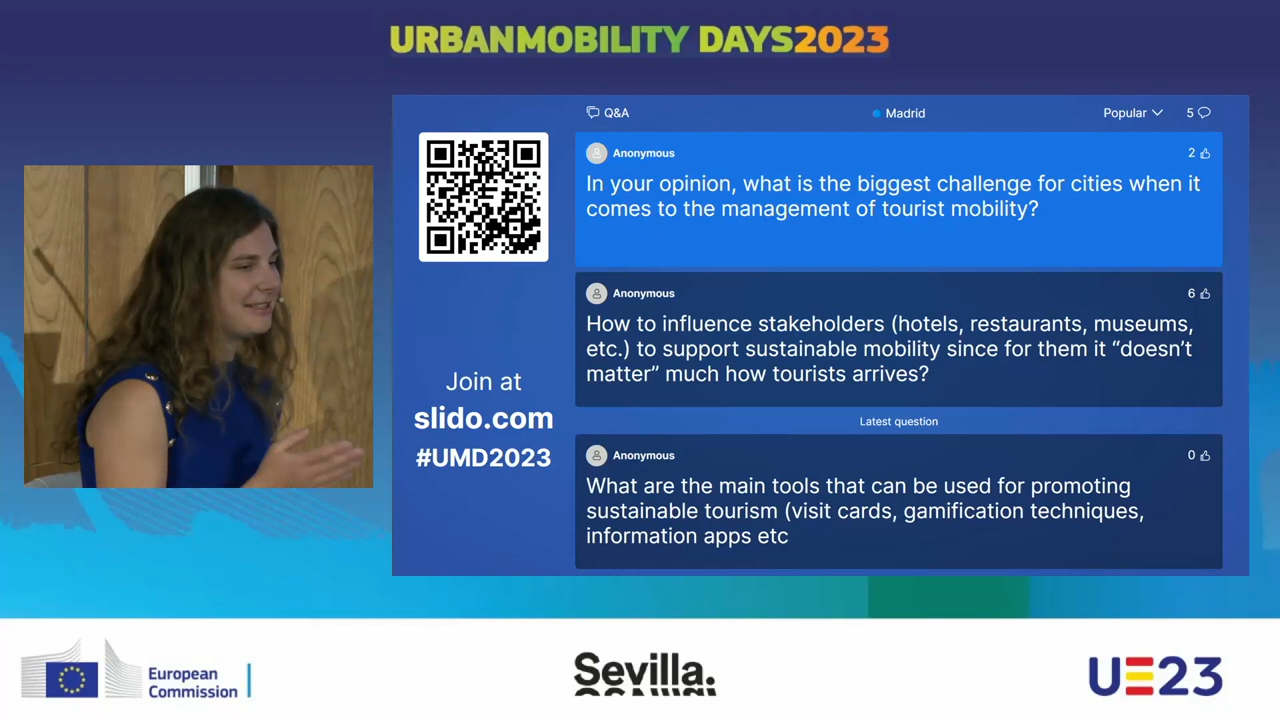 URBANMOBILITY DAYS2023
Q&A
Madrid
Popular
5
Anonymous
2
In your opinion, what is the biggest challenge for cities when it
comes to the management of tourist mobility?
Anonymous
6
How to influence stakeholders (hotels, restaurants, museums,
etc.) to support sustainable mobility since for them it “doesn’t
matter” much how tourists arrives?
Latest question
Anonymous
0
What are the main tools that can be used for promoting
sustainable tourism (visit cards, gamification techniques,
information apps etc
Join at
slido.com
#UMD2023
European
Commission
Sevilla.
UE23